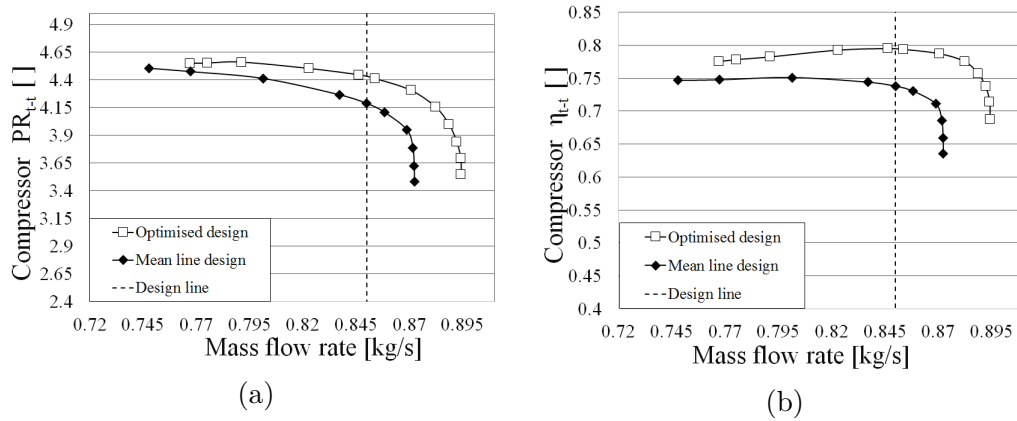 Compressor PR t-t [ ]
4.9
4.65
4.4
4.15
3.9
3.65
3.4
3.15
2.9
2.65
2.4
Optimised design
Mean line design
Design line
0.72 0.745 0.77 0.795 0.82 0.845 0.87 0.895
Mass flow rate [kg/s]
(a)
Compressor η t-t [ ]
0.85
0.8
0.75
0.7
0.65
0.6
0.55
0.5
0.45
0.4
Optimised design
Mean line design
Design line
0.72 0.745 0.77 0.795 0.82 0.845 0.87 0.895
Mass flow rate [kg/s]
(b)